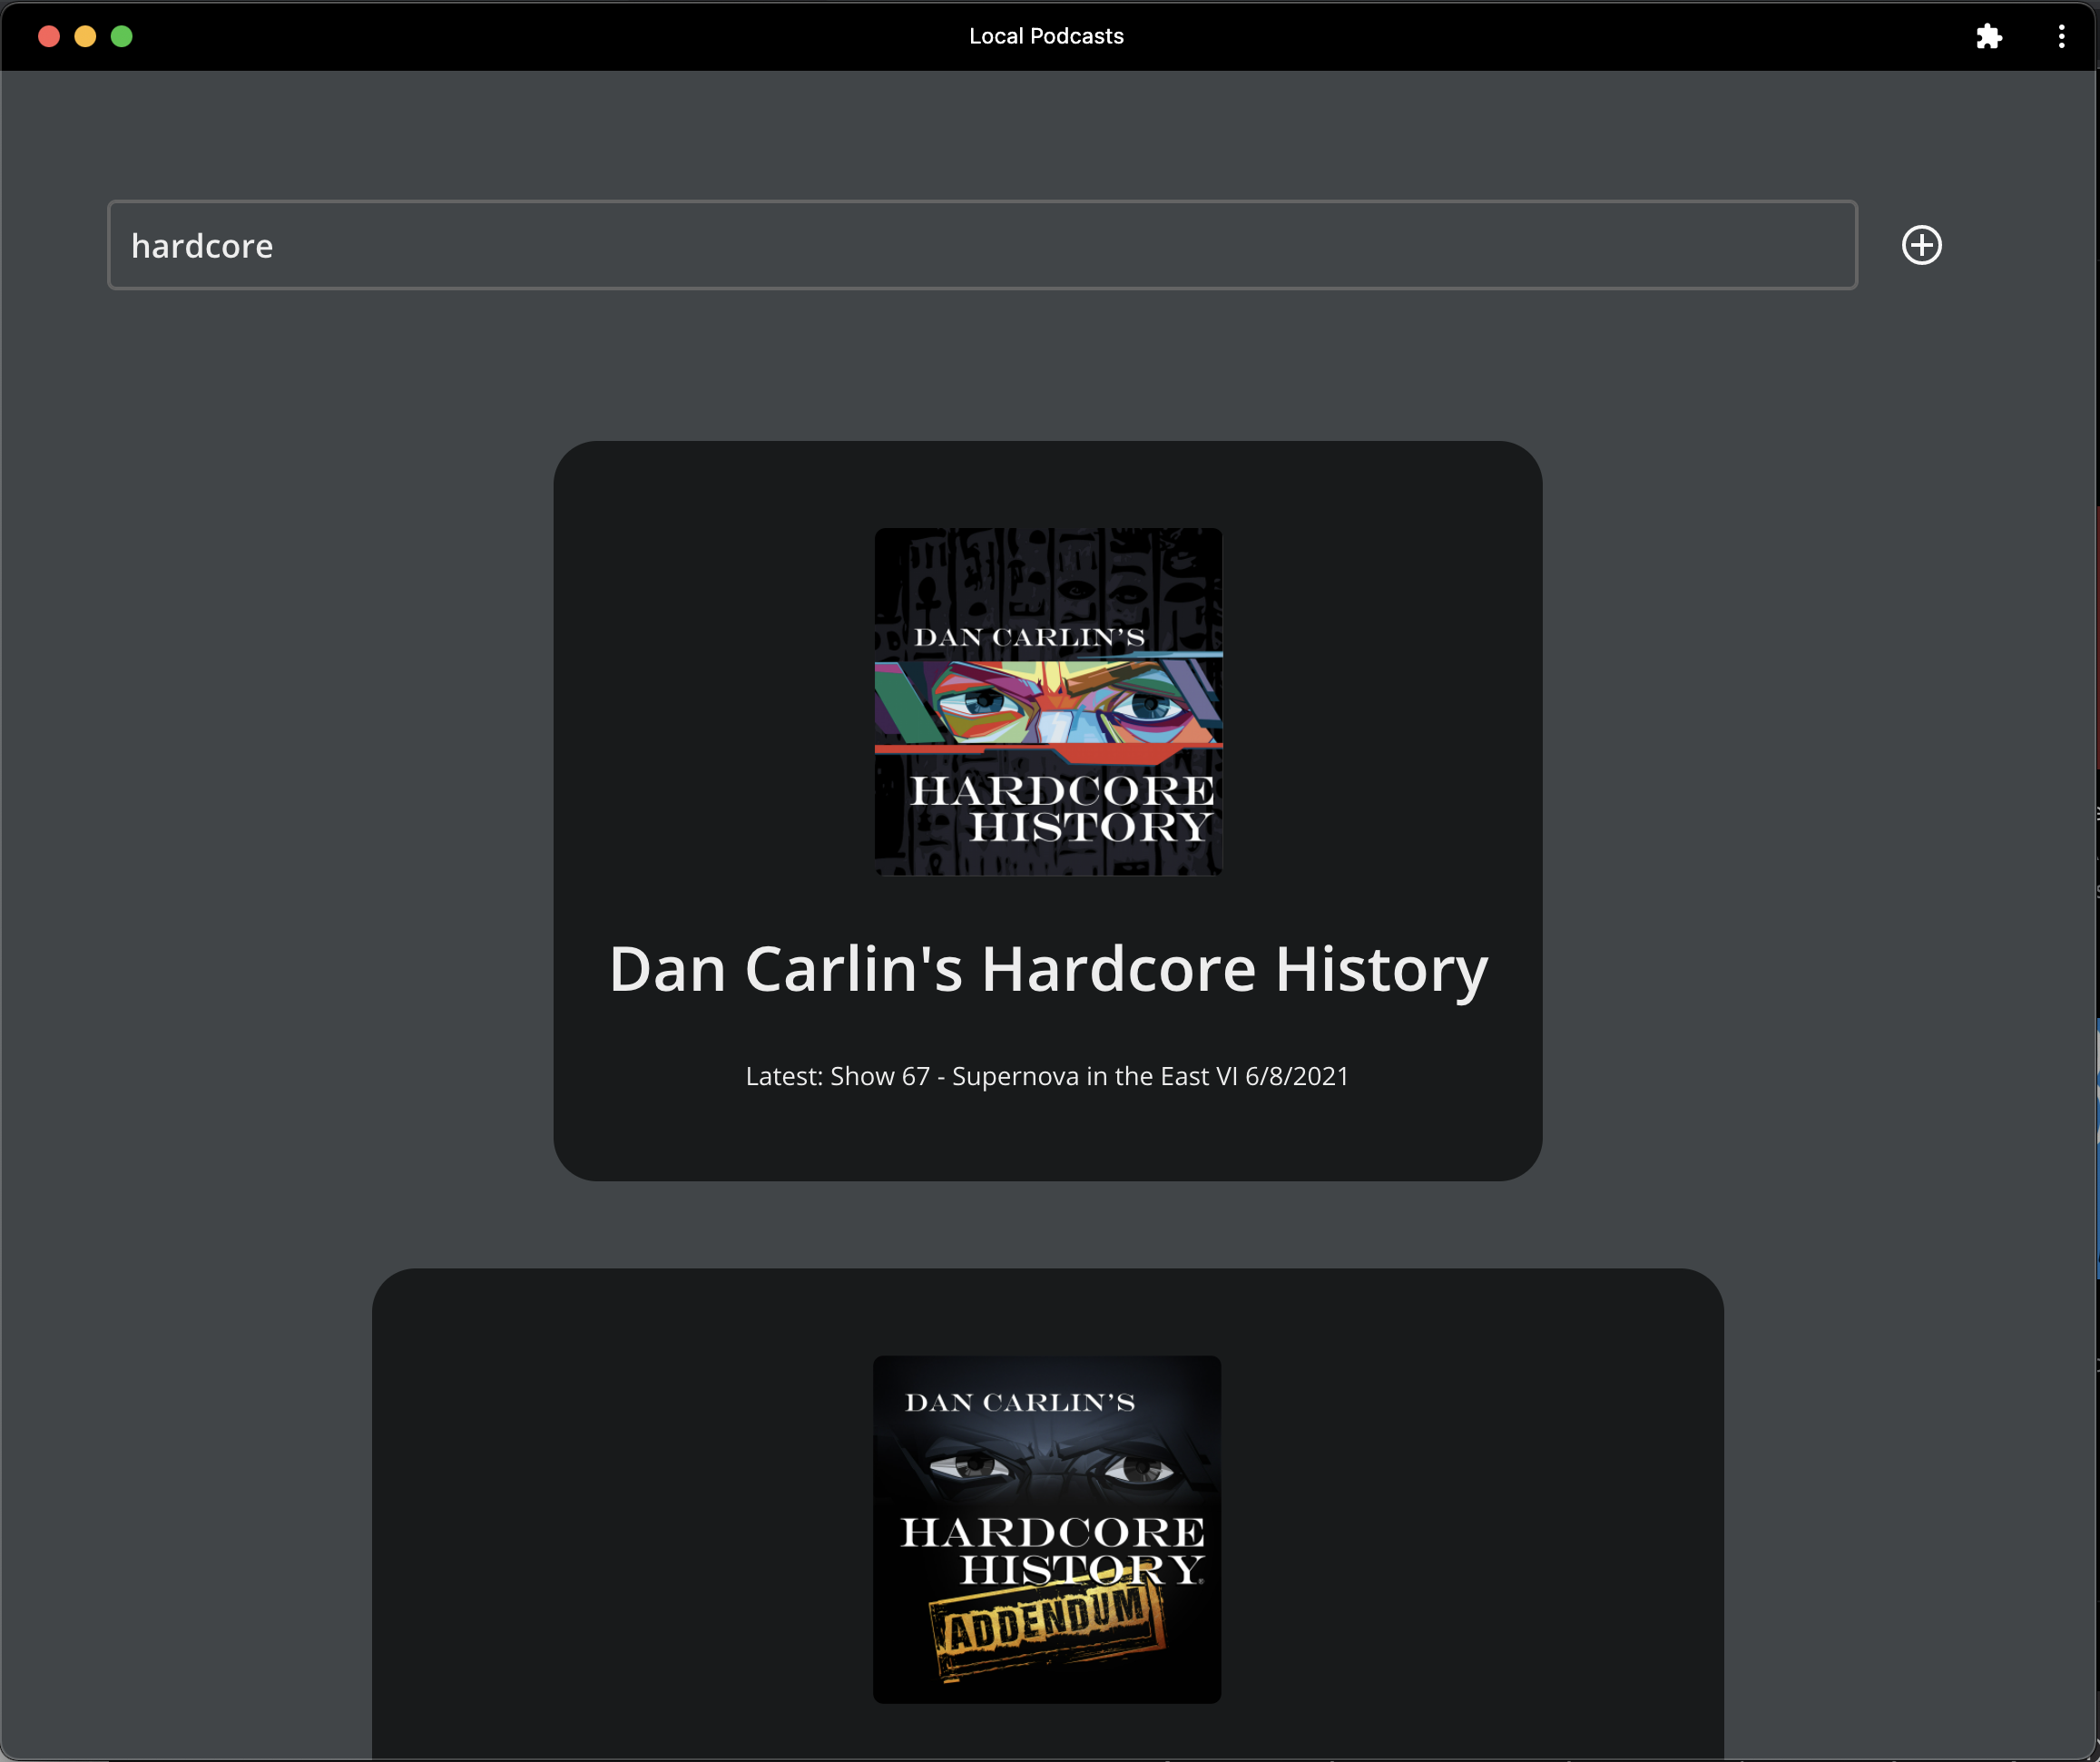 Local Podcasts
hardcore
DAN CARLIN'S
HARDCORE
HISTORY
Dan Carlin's Hardcore History
Latest: Show 67 - Supernova in the East VI 6/8/2021
DAN CARLIN'S
HARDCORE
HISTORY
ADDENDUM